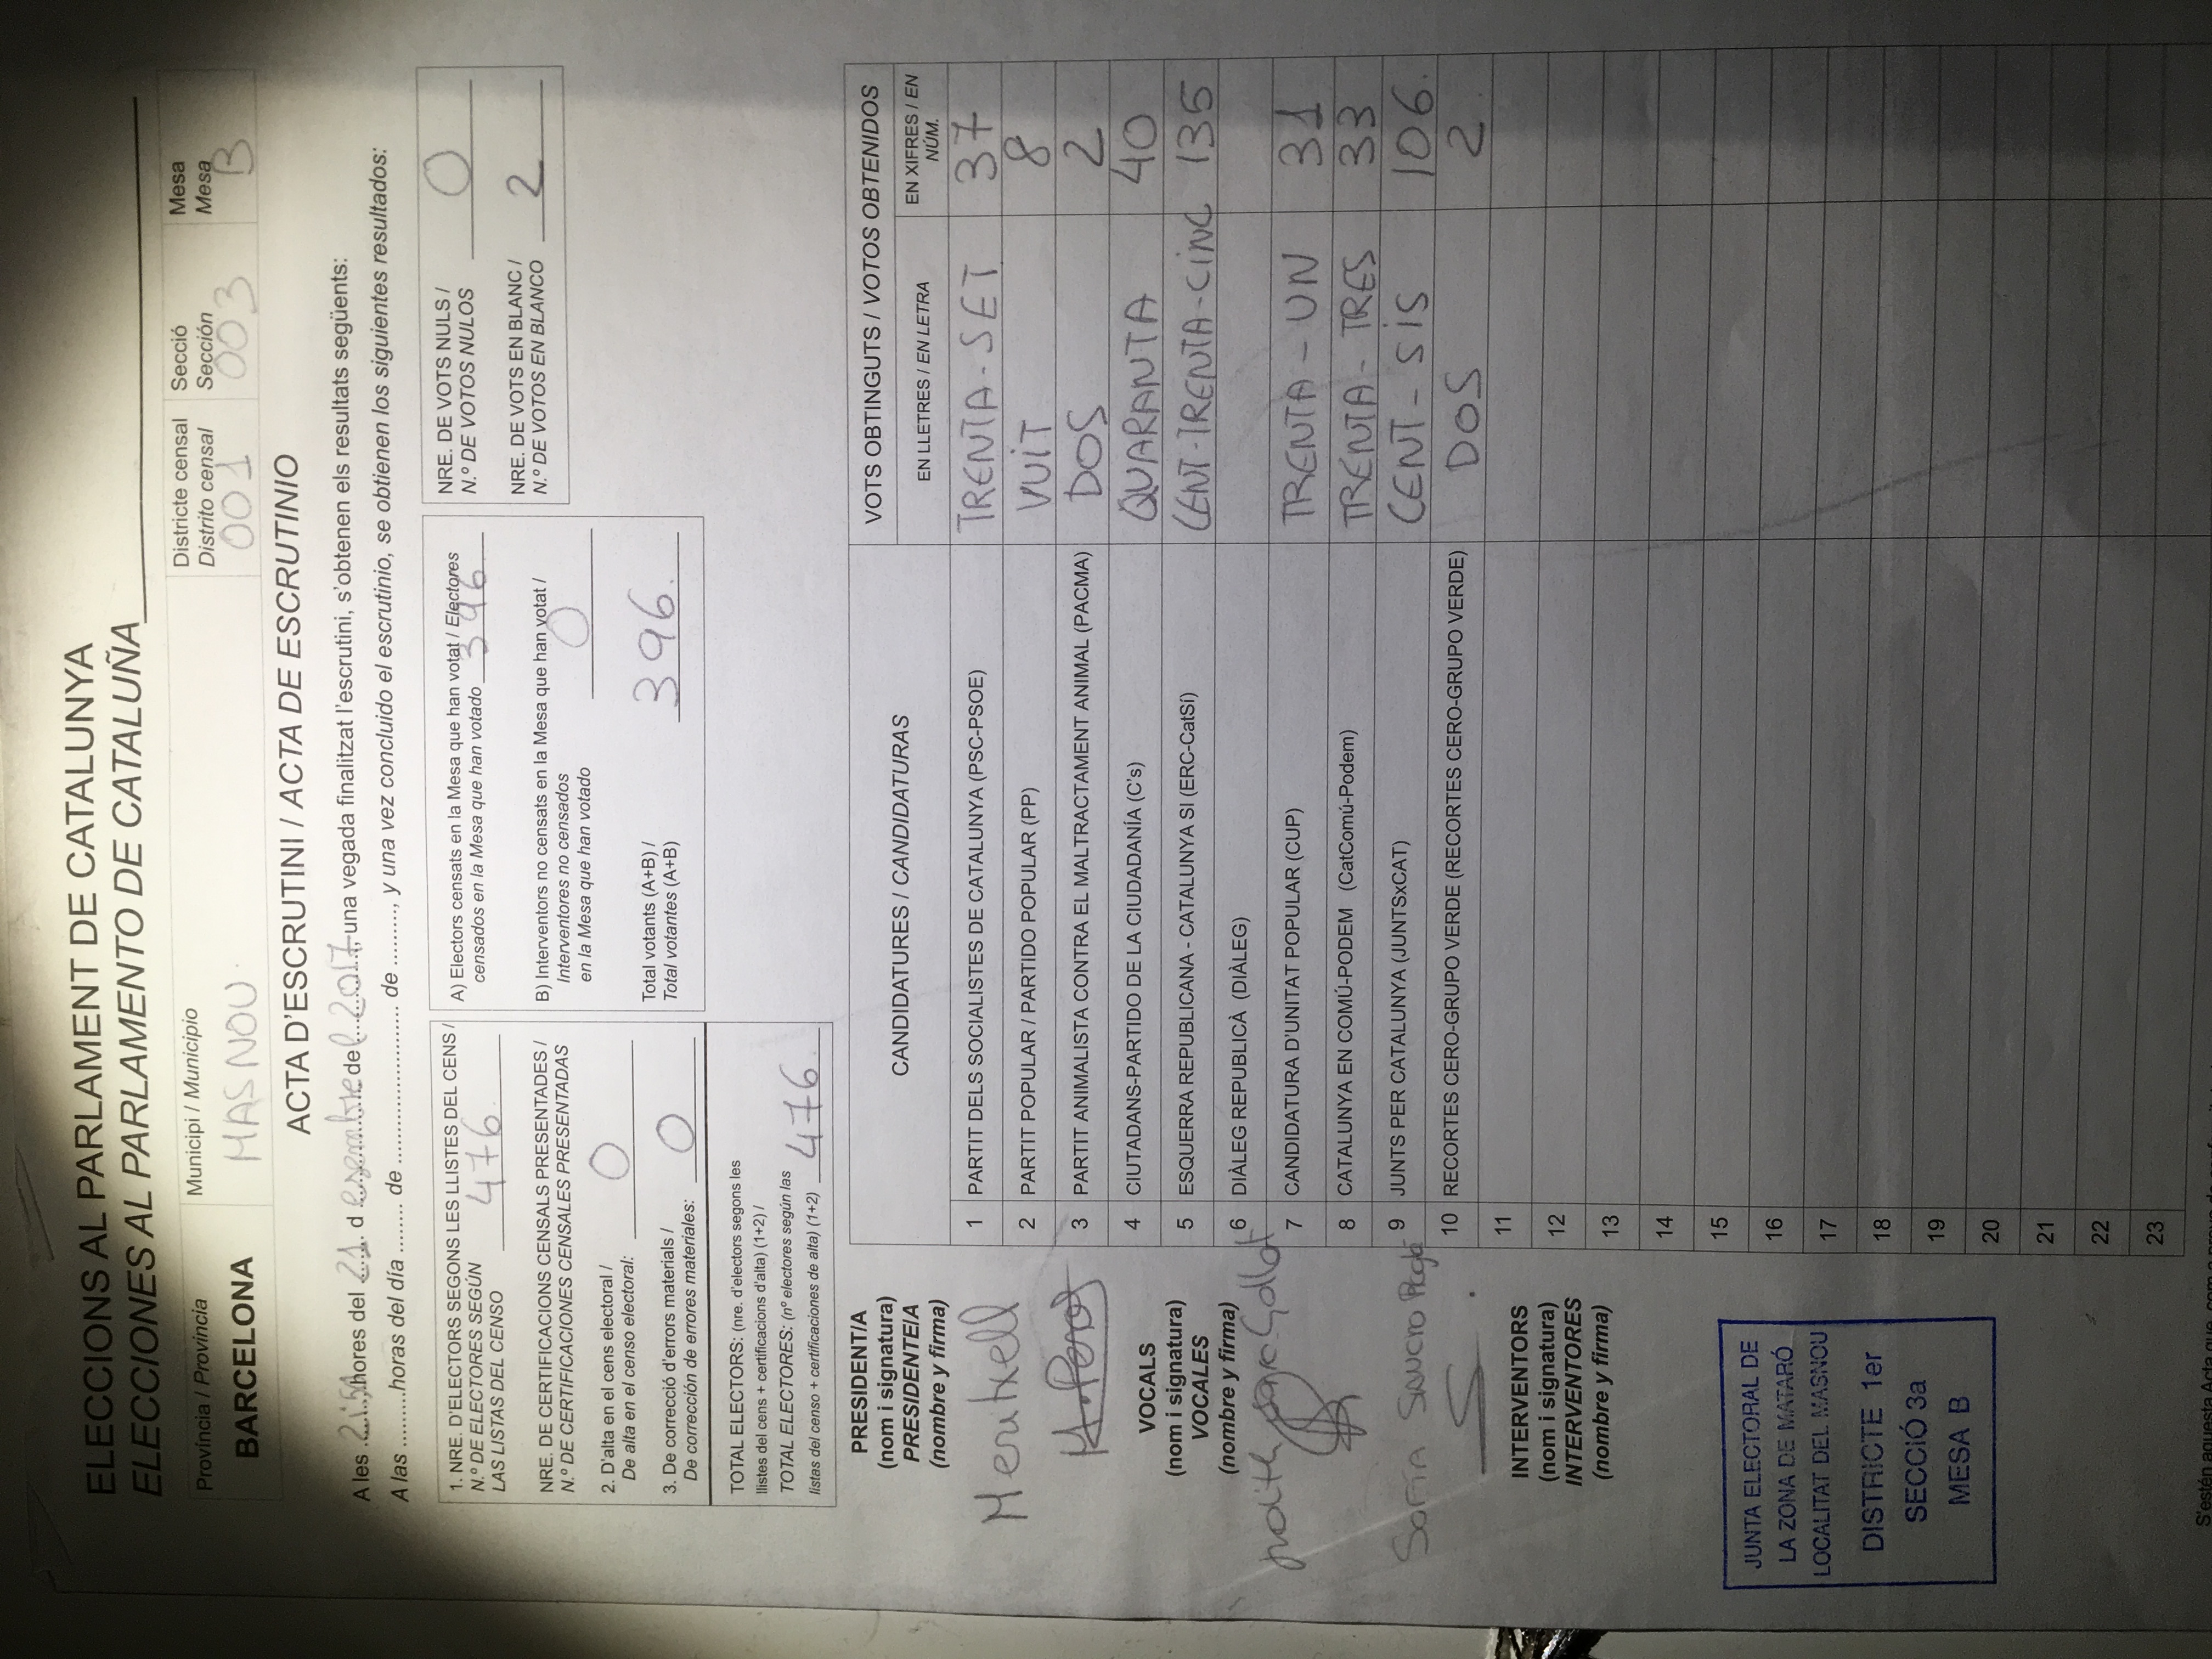 ELECCIONS AL PARLAMENT DE CATALUNYA
ELECCIONES AL PARLAMENTO DE CATALUÑA
Província / Provincia
BARCELONA
Municipi / Municipio
MASNOU
Districte censal
Distrito censal
001
Secció
Sección
003
Mesa
Mesa
B
ACTA D'ESCRUTINI / ACTA DE ESCRUTINIO
A les ......... hores del 21 d esembre de l 2017, una vegada finalitzat l'escrutini, s'obtenen els resultats següents:
A las .........horas del día ........ de ......................... de ........., y una vez concluido el escrutinio, se obtienen los siguientes resultados:
1. NRE. D'ELECTORS SEGONS LES LLISTES DEL CENS /
N.º DE ELECTORES SEGÚN
LAS LISTAS DEL CENSO 476
NRE. DE CERTIFICACIONS CENSALS PRESENTADES /
N.º DE CERTIFICACIONES CENSALES PRESENTADAS
2. D'alta en el cens electoral /
De alta en el censo electoral: 0
3. De correcció d'errors materials /
De corrección de errores materiales: 0
TOTAL ELECTORS: (nre. d'electors segons les
llistes del cens + certificacions d'alta) (1+2) /
TOTAL ELECTORES: (nº electores según las
listas del censo + certificaciones de alta) (1+2) 476.
A) Electors censats en la Mesa que han votat / Electores
censados en la Mesa que han votado 396
B) Interventors no censats en la Mesa que han votat /
Interventores no censados
en la Mesa que han votado 0
Total votants (A+B) /
Total votantes (A+B) 396.
NRE. DE VOTS NULS /
N.º DE VOTOS NULOS 0
NRE. DE VOTS EN BLANC /
N.º DE VOTOS EN BLANCO 2
PRESIDENT/A
(nom i signatura)
PRESIDENTE/A
(nombre y firma)
Meritxell
VOCALS
(nom i signatura)
VOCALES
(nombre y firma)
SOFÍA
INTERVENTORS
(nom i signatura)
INTERVENTORES
(nombre y firma)
CANDIDATURES / CANDIDATURAS
VOTS OBTINGUTS / VOTOS OBTENIDOS
EN LLETRES / EN LETRA
EN XIFRES / EN
NÚM.
1 PARTIT DELS SOCIALISTES DE CATALUNYA (PSC-PSOE) TRENTA-SET 37
2 PARTIT POPULAR / PARTIDO POPULAR (PP) VUIT 8
3 PARTIT ANIMALISTA CONTRA EL MALTRACTAMENT ANIMAL (PACMA) DOS 2
4 CIUTADANS-PARTIDO DE LA CIUDADANÍA (C's) QUARANTA 40
5 ESQUERRA REPUBLICANA - CATALUNYA SI (ERC-CatSí) CENT-TRENTA-CINC 135
6 DIÀLEG REPUBLICÀ (DIÀLEG)
7 CANDIDATURA D'UNITAT POPULAR (CUP) TRENTA-UN 31
8 CATALUNYA EN COMÚ-PODEM (CatComú-Podem) TRENTA-TRES 33
9 JUNTS PER CATALUNYA (JUNTSxCAT) CENT-SIS 106.
10 RECORTES CERO-GRUPO VERDE (RECORTES CERO-GRUPO VERDE) DOS 2.
11
12
13
14
15
16
17
18
19
20
21
22
23
JUNTA ELECTORAL DE
LA ZONA DE MATARÓ
LOCALITAT DEL MASNOU
DISTRICTE 1er
SECCIÓ 3a
MESA B
S'estén aquesta Acta que, com a prova de